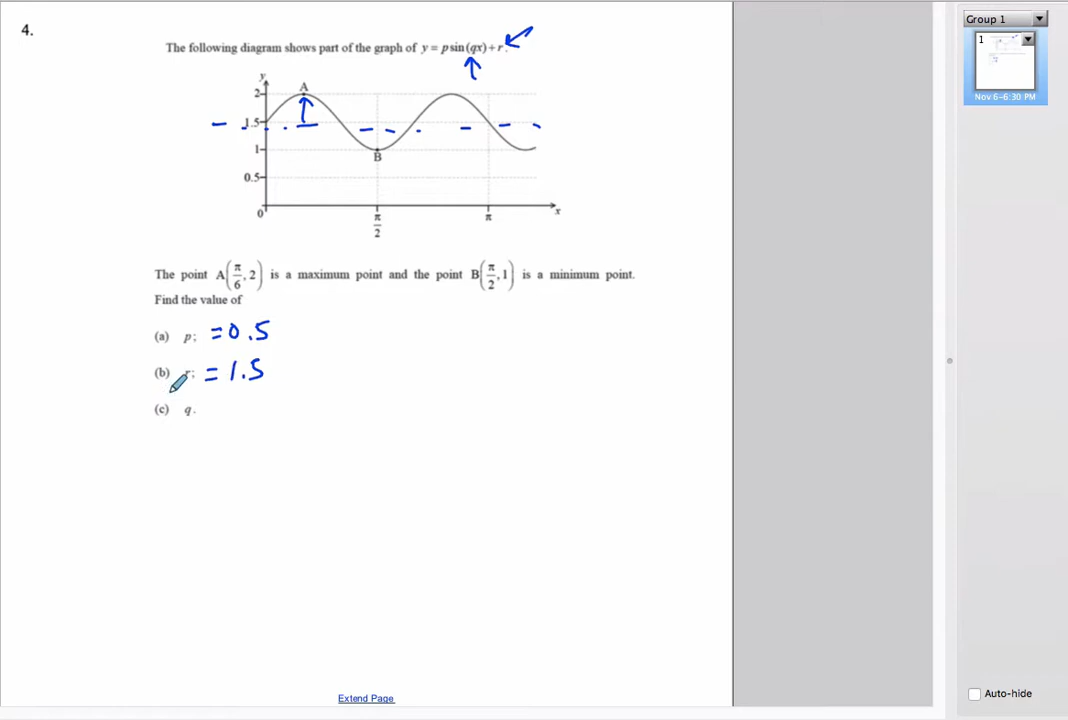 4.
The following diagram shows part of the graph of y = p sin(qx) + r.
y
A
2
1.5
1
B
0.5
0
π/2
π
x
The point A(π/6, 2) is a maximum point and the point B(π/2, 1) is a minimum point.
Find the value of
(a) p; = 0.5
(b) r; = 1.5
(c) q.
Extend Page
Group 1
1
Nov 6–6:30 PM
Auto-hide